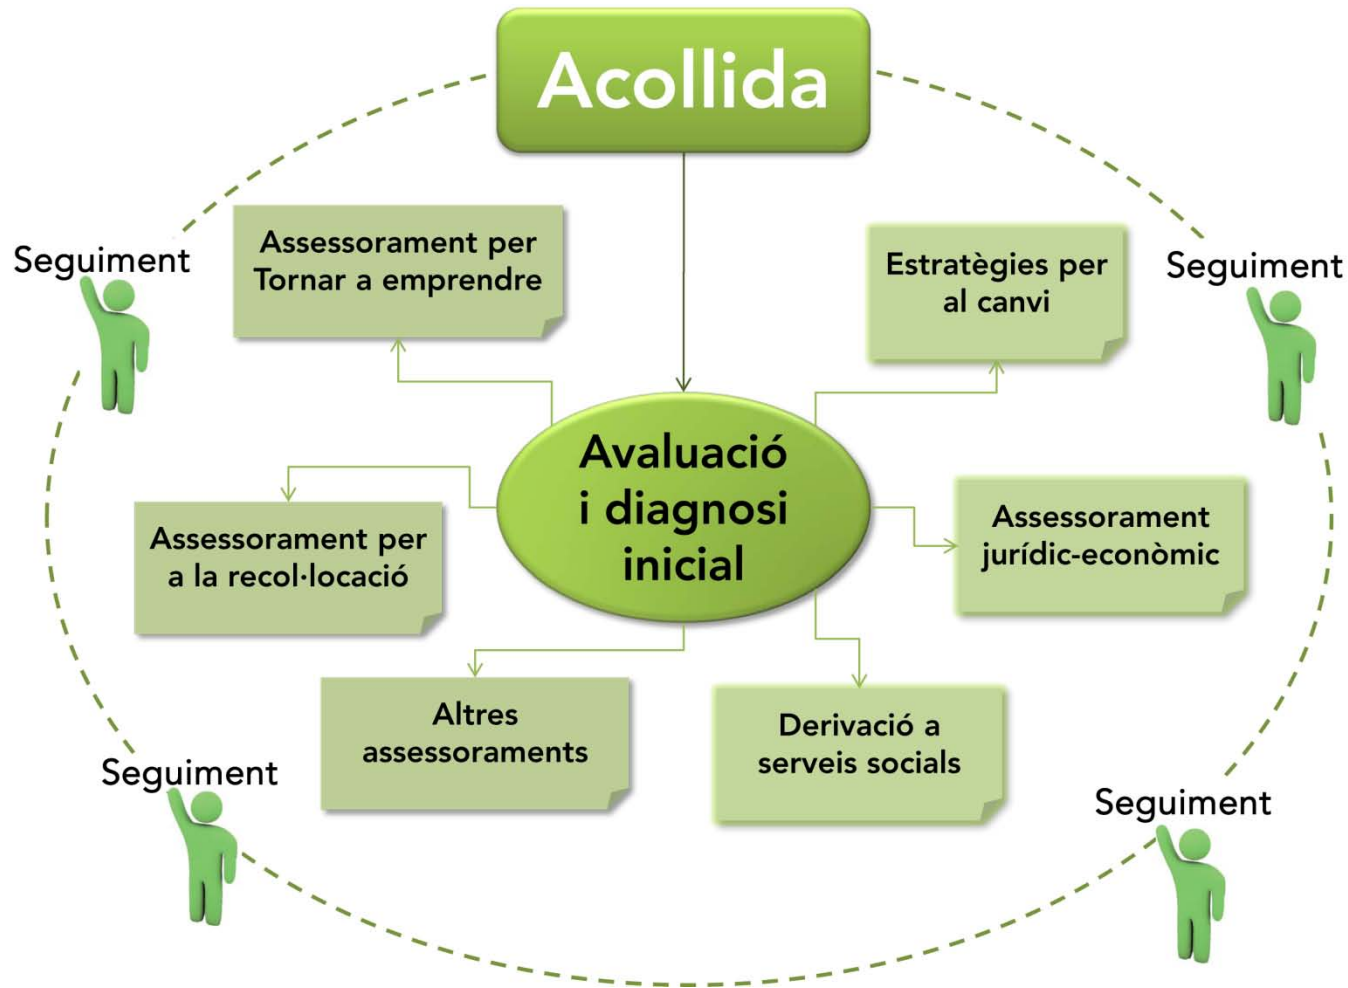 Acollida
Seguiment
Assessorament per
Tornar a emprendre
Estratègies per
al canvi
Seguiment
Avaluació
i diagnosi
inicial
Assessorament per
a la recol·locació
Assessorament
jurídic-econòmic
Altres
assessoraments
Derivació a
serveis socials
Seguiment
Seguiment